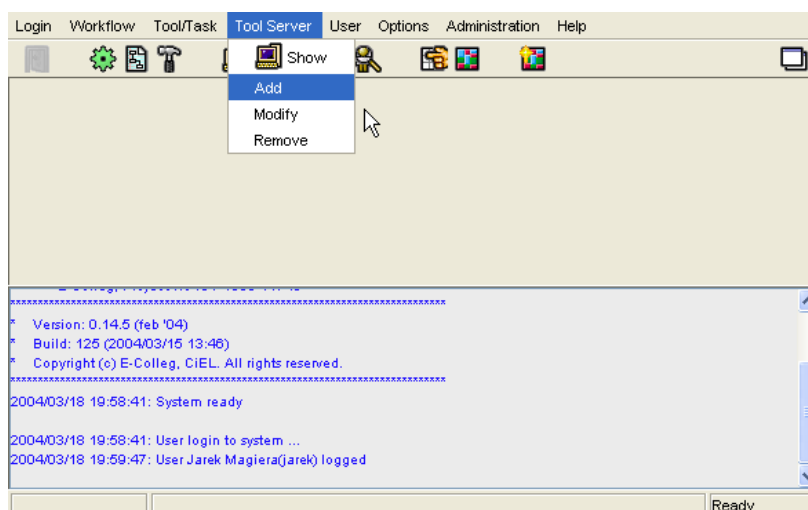 Login Workflow Tool/Task Tool Server User Options Administration Help
Show
Add
Modify
Remove
**********************************************************************************
* Version: 0.14.5 (feb '04)
* Build: 125 (2004/03/15 13:46)
* Copyright (c) E-Colleg, CiEL. All rights reserved.
**********************************************************************************
2004/03/18 19:58:41: System ready
2004/03/18 19:58:41: User login to system ...
2004/03/18 19:59:47: User Jarek Magiera(jarek) logged
Ready